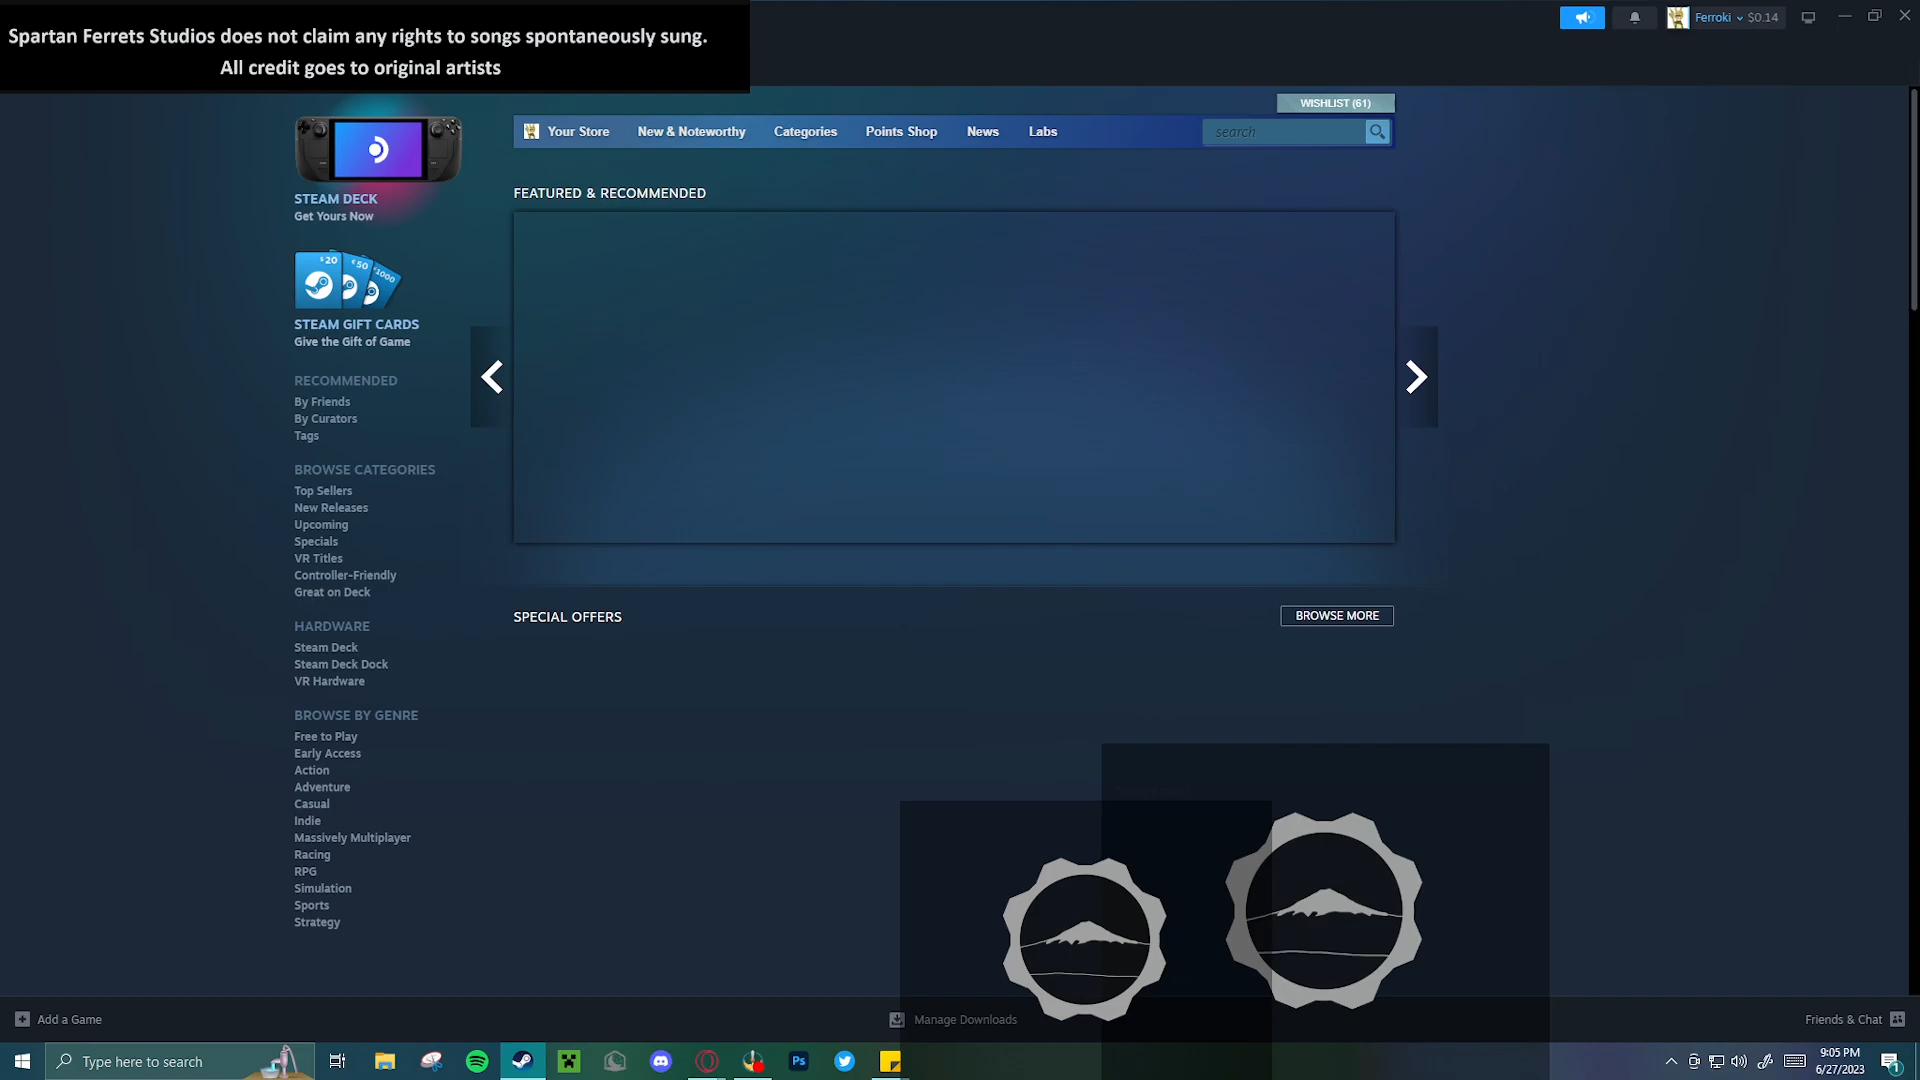 Spartan Ferrets Studios does not claim any rights to songs spontaneously sung.
All credit goes to original artists
Ferroki
$0.14
WISHLIST (61)
Your Store
New & Noteworthy
Categories
Points Shop
News
Labs
search
STEAM DECK
Get Yours Now
$20
€50
€1000
STEAM GIFT CARDS
Give the Gift of Game
RECOMMENDED
By Friends
By Curators
Tags
BROWSE CATEGORIES
Top Sellers
New Releases
Upcoming
Specials
VR Titles
Controller-Friendly
Great on Deck
HARDWARE
Steam Deck
Steam Deck Dock
VR Hardware
BROWSE BY GENRE
Free to Play
Early Access
Action
Adventure
Casual
Indie
Massively Multiplayer
Racing
RPG
Simulation
Sports
Strategy
FEATURED & RECOMMENDED
SPECIAL OFFERS
BROWSE MORE
Add a Game
Manage Downloads
Friends & Chat
Type here to search
Ps
9:05 PM
6/27/2023
1